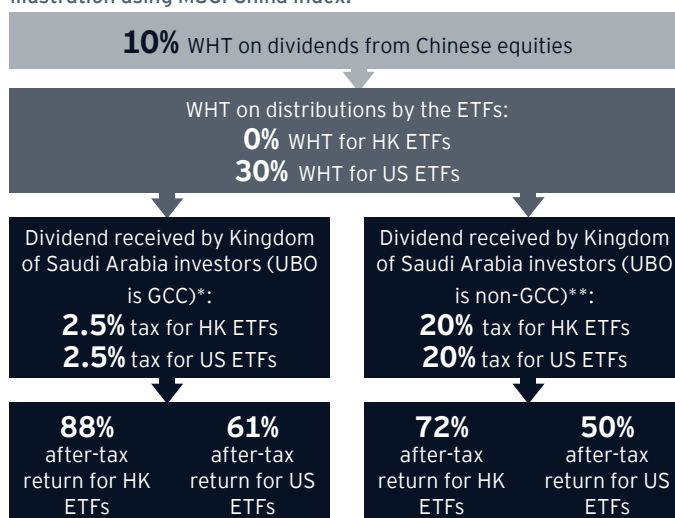 10% WHT on dividends from Chinese equities
WHT on distributions by the ETFs:
0% WHT for HK ETFs
30% WHT for US ETFs
Dividend received by Kingdom
of Saudi Arabia investors (UBO
is GCC)*:
2.5% tax for HK ETFs
2.5% tax for US ETFs
Dividend received by Kingdom
of Saudi Arabia investors (UBO
is non-GCC)**:
20% tax for HK ETFs
20% tax for US ETFs
88%
after-tax
return for HK
ETFs
61%
after-tax
return for US
ETFs
72%
after-tax
return for HK
ETFs
50%
after-tax
return for US
ETFs